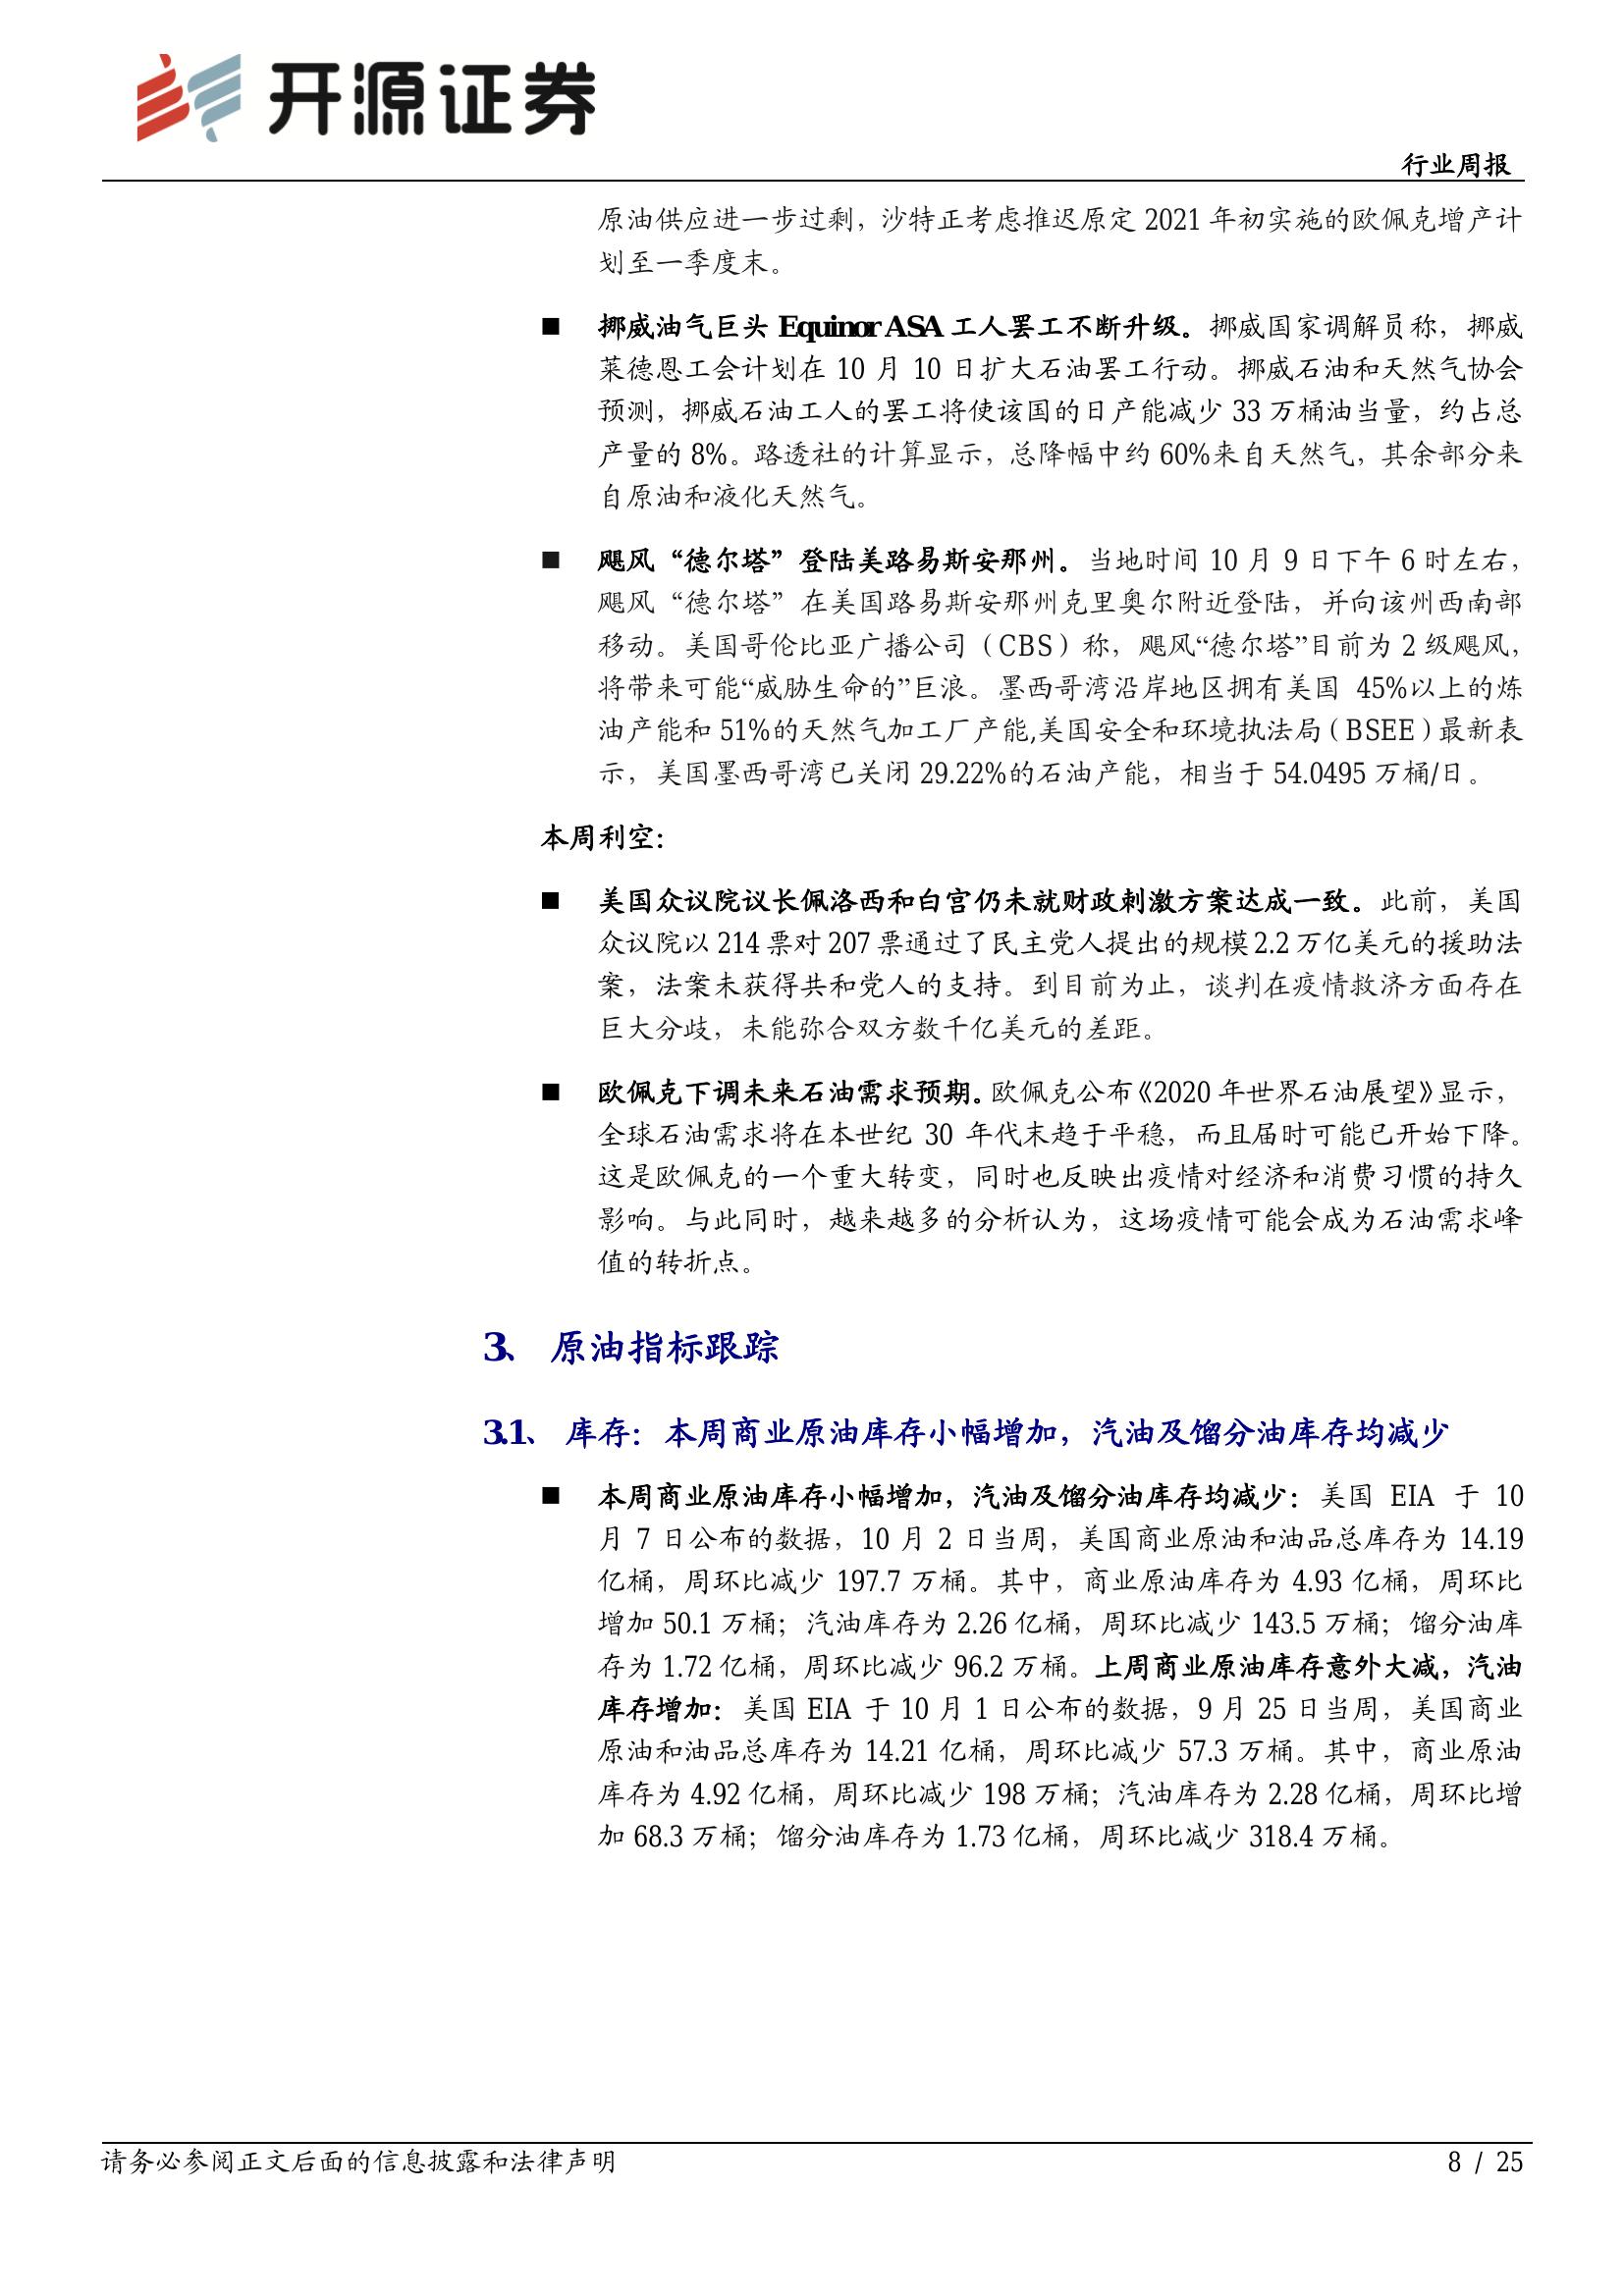 开源证券
行业周报
原油供应进一步过剩，沙特正考虑推迟原定 2021 年初实施的欧佩克增产计
划至一季度末。
■ 挪威油气巨头 Equinor ASA 工人罢工不断升级。挪威国家调解员称，挪威
莱德恩工会计划在 10 月 10 日扩大石油罢工行动。挪威石油和天然气协会
预测，挪威石油工人的罢工将使该国的日产能减少 33 万桶油当量，约占总
产量的 8%。路透社的计算显示，总降幅中约 60%来自天然气，其余部分来
自原油和液化天然气。
■ 飓风“德尔塔”登陆美路易斯安那州。当地时间 10 月 9 日下午 6 时左右，
飓风“德尔塔”在美国路易斯安那州克里奥尔附近登陆，并向该州西南部
移动。美国哥伦比亚广播公司（CBS）称，飓风“德尔塔”目前为 2 级飓风，
将带来可能“威胁生命的”巨浪。墨西哥湾沿岸地区拥有美国 45%以上的炼
油产能和 51%的天然气加工厂产能,美国安全和环境执法局（BSEE）最新表
示，美国墨西哥湾已关闭 29.22%的石油产能，相当于 54.0495 万桶/日。
本周利空：
■ 美国众议院议长佩洛西和白宫仍未就财政刺激方案达成一致。此前，美国
众议院以 214 票对 207 票通过了民主党人提出的规模 2.2 万亿美元的援助法
案，法案未获得共和党人的支持。到目前为止，谈判在疫情救济方面存在
巨大分歧，未能弥合双方数千亿美元的差距。
■ 欧佩克下调未来石油需求预期。欧佩克公布《2020 年世界石油展望》显示，
全球石油需求将在本世纪 30 年代末趋于平稳，而且届时可能已开始下降。
这是欧佩克的一个重大转变，同时也反映出疫情对经济和消费习惯的持久
影响。与此同时，越来越多的分析认为，这场疫情可能会成为石油需求峰
值的转折点。
3、 原油指标跟踪
3.1、 库存：本周商业原油库存小幅增加，汽油及馏分油库存均减少
■ 本周商业原油库存小幅增加，汽油及馏分油库存均减少：美国 EIA 于 10
月 7 日公布的数据，10 月 2 日当周，美国商业原油和油品总库存为 14.19
亿桶，周环比减少 197.7 万桶。其中，商业原油库存为 4.93 亿桶，周环比
增加 50.1 万桶；汽油库存为 2.26 亿桶，周环比减少 143.5 万桶；馏分油库
存为 1.72 亿桶，周环比减少 96.2 万桶。上周商业原油库存意外大减，汽油
库存增加：美国 EIA 于 10 月 1 日公布的数据，9 月 25 日当周，美国商业
原油和油品总库存为 14.21 亿桶，周环比减少 57.3 万桶。其中，商业原油
库存为 4.92 亿桶，周环比减少 198 万桶；汽油库存为 2.28 亿桶，周环比增
加 68.3 万桶；馏分油库存为 1.73 亿桶，周环比减少 318.4 万桶。
请务必参阅正文后面的信息披露和法律声明
8 / 25